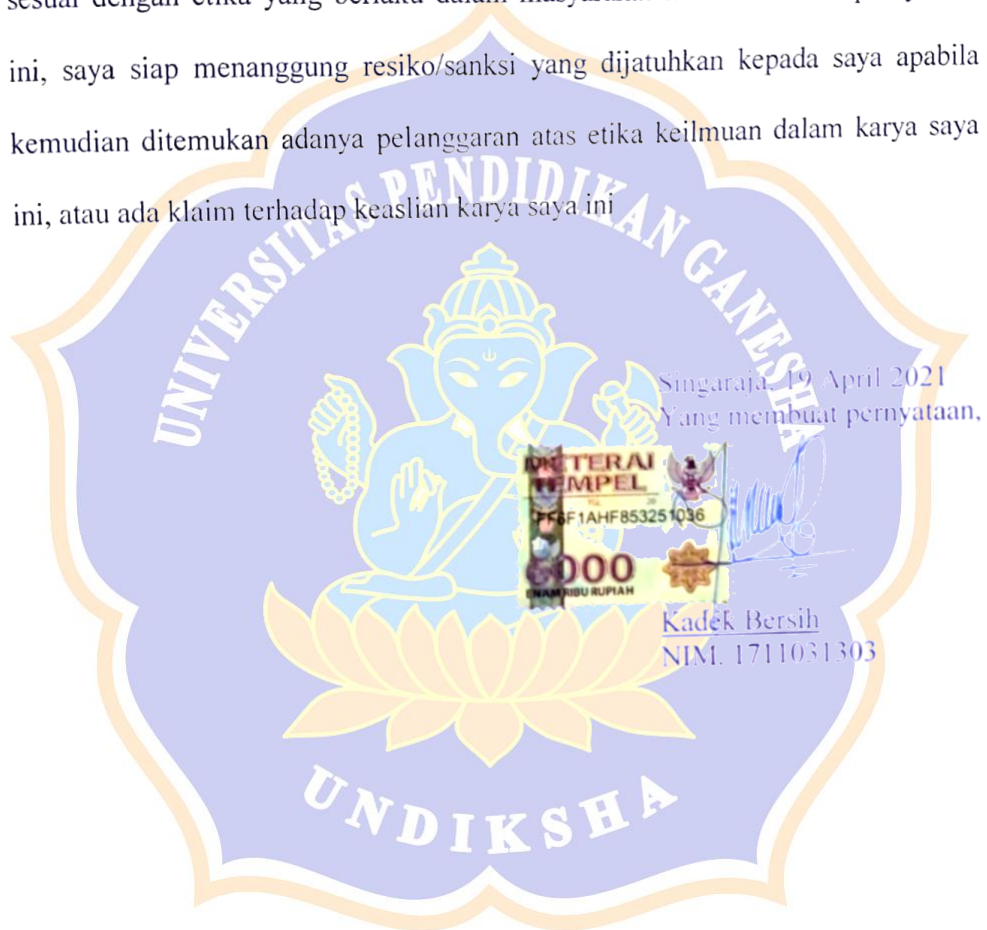 sesuai dengan etika yang berlaku dalam masyarakat
ini, saya siap menanggung resiko/sanksi yang dijatuhkan kepada saya apabila
kemudian ditemukan adanya pelanggaran atas etika keilmuan dalam karya saya
ini, atau ada klaim terhadap keaslian karya saya ini
UNIVERSITAS PENDIDIKAN GANESHA
Singaraja, 19 April 2021
Yang membuat pernyataan,
METERAI
TEMPEL
FF6F1AHF853251036
6000
ENAM RIBU RUPIAH
Kadek Bersih
NIM. 1711031303
UNDIKSHA